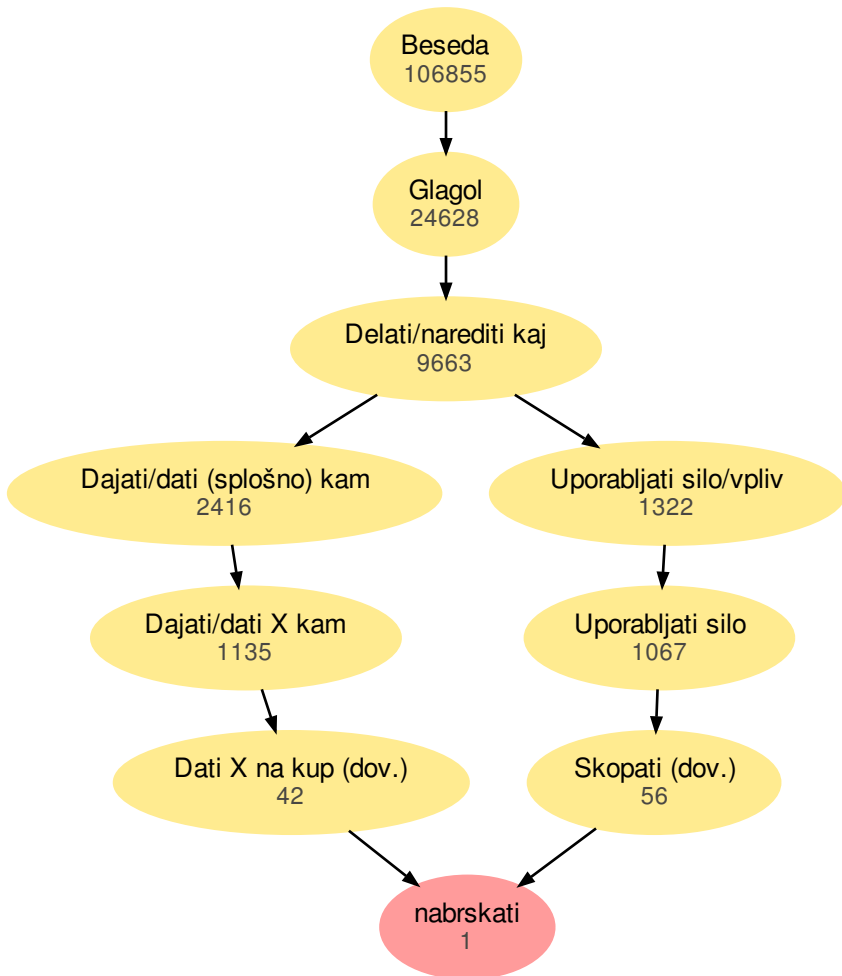 Beseda
106855
Glagol
24628
Delati/narediti kaj
9663
Dajati/dati (splošno) kam
2416
Uporabljati silo/vpliv
1322
Dajati/dati X kam
1135
Uporabljati silo
1067
Dati X na kup (dov.)
42
Skopati (dov.)
56
nabrskati
1